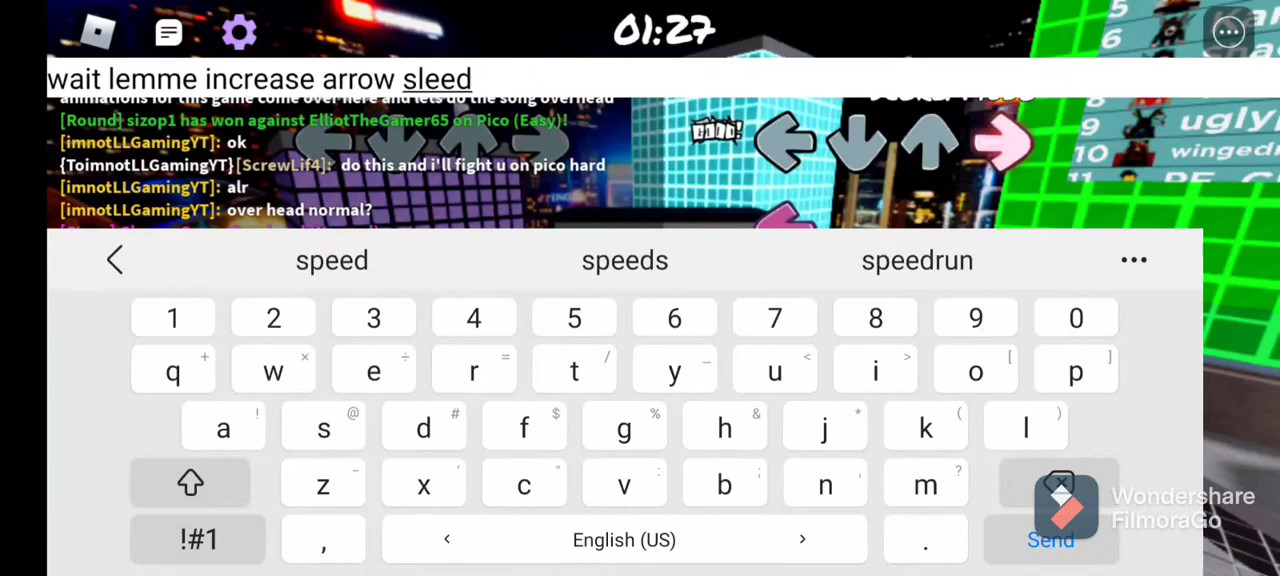 01:27
5
6
wait lemme increase arrow sleed
animations for this game come over here and lets do the song overhead
[Round] sizop1 has won against ElliotTheGamer65 on Pico (Easy)!
[imnotLLGamingYT]: ok
{ToimnotLLGamingYT}[ScrewLif4]: do this and i'll fight u on pico hard
[imnotLLGamingYT]: alr
[imnotLLGamingYT]: over head normal?
9 ugly
10 winged
11
speed speeds speedrun
1 2 3 4 5 6 7 8 9 0
q + w × e ÷ r = t / y _ u < i > o [ p ]
a ! s @ d # f $ g % h & j * k ( l )
z - x ' c " v : b ; n , m ?
!#1 , < English (US) > . Send
Wondershare
FilmoraGo